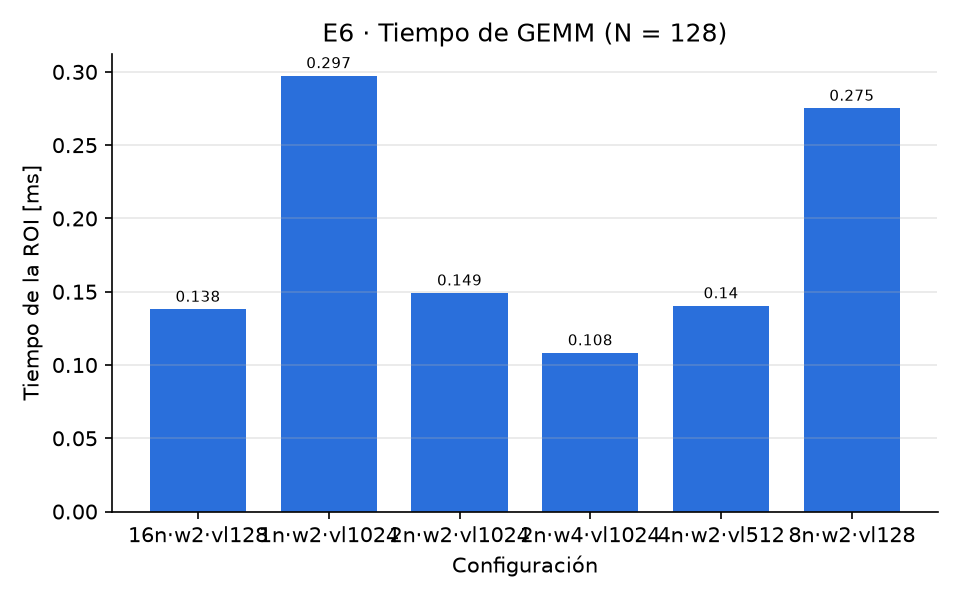 E6 · Tiempo de GEMM (N = 128)
Tiempo de la ROI [ms]
0.30
0.25
0.20
0.15
0.10
0.05
0.00
0.138
0.297
0.149
0.108
0.14
0.275
16n·w2·vl128
1n·w2·vl1024
2n·w2·vl1024
2n·w4·vl1024
4n·w2·vl512
8n·w2·vl128
Configuración